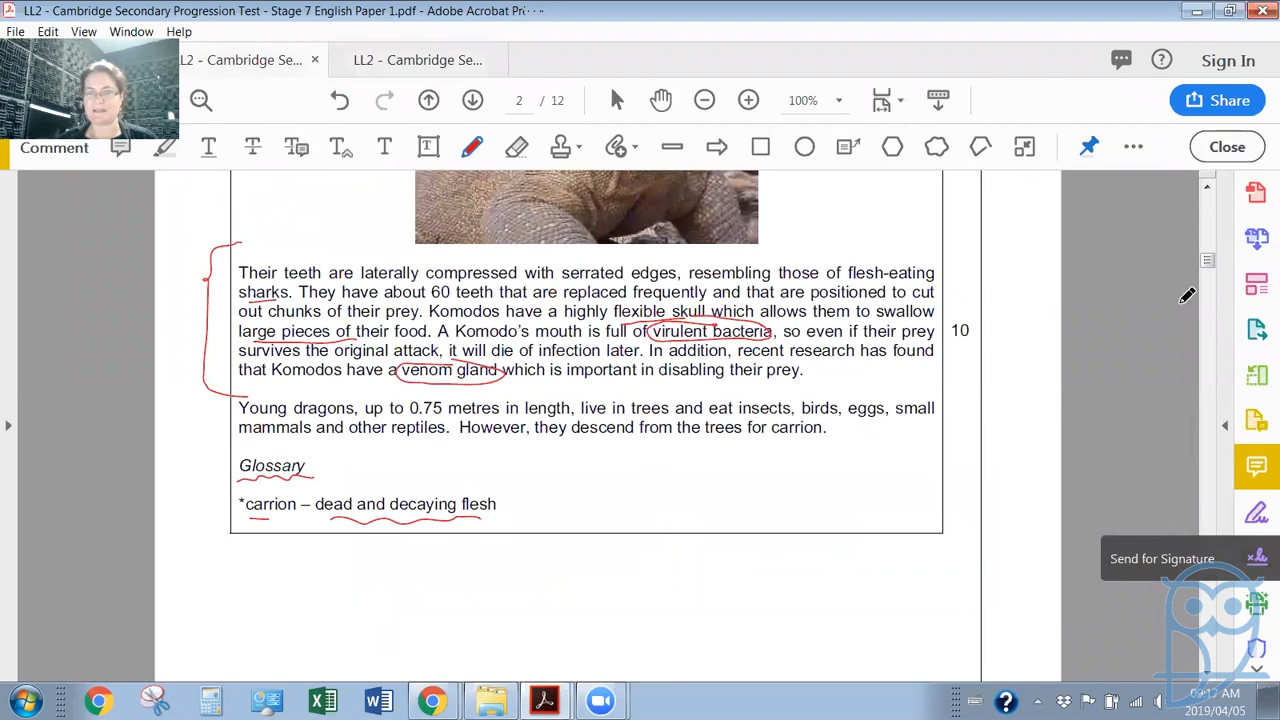 LL2 - Cambridge Secondary Progression Test - Stage 7 English Paper 1.pdf - Adobe Acrobat Pr
File Edit View Window Help
LL2 - Cambridge Se... × LL2 - Cambridge Se... Sign In
2 / 12 100% Share
Comment Close
Their teeth are laterally compressed with serrated edges, resembling those of flesh-eating
sharks. They have about 60 teeth that are replaced frequently and that are positioned to cut
out chunks of their prey. Komodos have a highly flexible skull which allows them to swallow
large pieces of their food. A Komodo's mouth is full of virulent bacteria, so even if their prey 10
survives the original attack, it will die of infection later. In addition, recent research has found
that Komodos have a venom gland which is important in disabling their prey.
Young dragons, up to 0.75 metres in length, live in trees and eat insects, birds, eggs, small
mammals and other reptiles. However, they descend from the trees for carrion.
Glossary
*carrion – dead and decaying flesh
Send for Signature
09:17 AM
2019/04/05